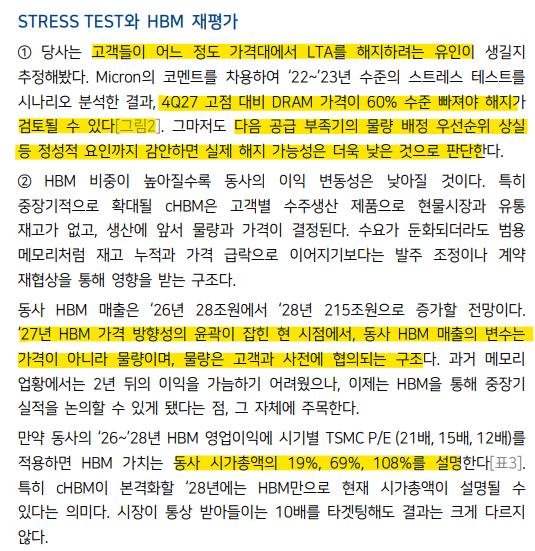 STRESS TEST와 HBM 재평가
① 당사는 고객들이 어느 정도 가격대에서 LTA를 해지하려는 유인이 생길지
추정해봤다. Micron의 코멘트를 차용하여 ‘22~’23년 수준의 스트레스 테스트를
시나리오 분석한 결과, 4Q27 고점 대비 DRAM 가격이 60% 수준 빠져야 해지가
검토될 수 있다[그림2]. 그마저도 다음 공급 부족기의 물량 배정 우선순위 상실
등 정성적 요인까지 감안하면 실제 해지 가능성은 더욱 낮은 것으로 판단한다.
② HBM 비중이 높아질수록 동사의 이익 변동성은 낮아질 것이다. 특히
중장기적으로 확대될 cHBM은 고객별 수주생산 제품으로 현물시장과 유통
재고가 없고, 생산에 앞서 물량과 가격이 결정된다. 수요가 둔화되더라도 범용
메모리처럼 재고 누적과 가격 급락으로 이어지기보다는 발주 조정이나 계약
재협상을 통해 영향을 받는 구조다.
동사 HBM 매출은 ‘26년 28조원에서 ‘28년 215조원으로 증가할 전망이다.
‘27년 HBM 가격 방향성의 윤곽이 잡힌 현 시점에서, 동사 HBM 매출의 변수는
가격이 아니라 물량이며, 물량은 고객과 사전에 협의되는 구조다. 과거 메모리
업황에서는 2년 뒤의 이익을 가늠하기 어려웠으나, 이제는 HBM을 통해 중장기
실적을 논의할 수 있게 됐다는 점, 그 자체에 주목한다.
만약 동사의 ‘26~’28년 HBM 영업이익에 시기별 TSMC P/E (21배, 15배, 12배)를
적용하면 HBM 가치는 동사 시가총액의 19%, 69%, 108%를 설명한다[표3].
특히 cHBM이 본격화할 ‘28년에는 HBM만으로 현재 시가총액이 설명될 수
있다는 의미다. 시장이 통상 받아들이는 10배를 타겟팅해도 결과는 크게 다르지
않다.